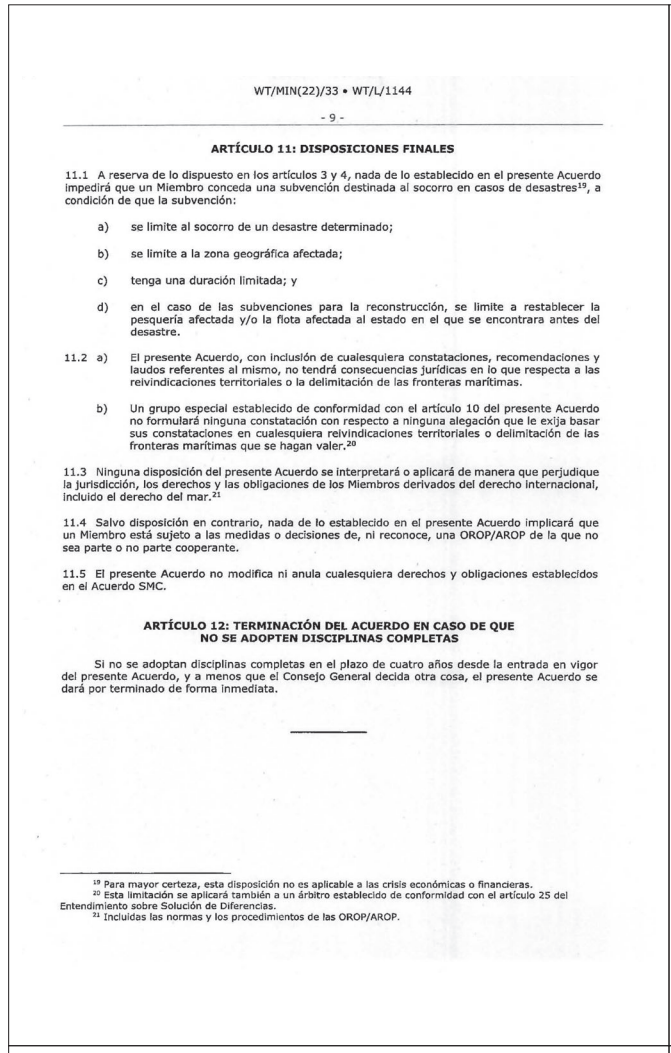 WT/MIN(22)/33 • WT/L/1144
- 9 -
ARTÍCULO 11: DISPOSICIONES FINALES
11.1 A reserva de lo dispuesto en los artículos 3 y 4, nada de lo establecido en el presente Acuerdo
impedirá que un Miembro conceda una subvención destinada al socorro en casos de desastres¹⁹, a
condición de que la subvención:
a) se limite al socorro de un desastre determinado;
b) se limite a la zona geográfica afectada;
c) tenga una duración limitada; y
d) en el caso de las subvenciones para la reconstrucción, se limite a restablecer la
pesquería afectada y/o la flota afectada al estado en el que se encontrara antes del
desastre.
11.2 a) El presente Acuerdo, con inclusión de cualesquiera constataciones, recomendaciones y
laudos referentes al mismo, no tendrá consecuencias jurídicas en lo que respecta a las
reivindicaciones territoriales o la delimitación de las fronteras marítimas.
b) Un grupo especial establecido de conformidad con el artículo 10 del presente Acuerdo
no formulará ninguna constatación con respecto a ninguna alegación que le exija basar
sus constataciones en cualesquiera reivindicaciones territoriales o delimitación de las
fronteras marítimas que se hagan valer.²⁰
11.3 Ninguna disposición del presente Acuerdo se interpretará o aplicará de manera que perjudique
la jurisdicción, los derechos y las obligaciones de los Miembros derivados del derecho internacional,
incluido el derecho del mar.²¹
11.4 Salvo disposición en contrario, nada de lo establecido en el presente Acuerdo implicará que
un Miembro está sujeto a las medidas o decisiones de, ni reconoce, una OROP/AROP de la que no
sea parte o no parte cooperante.
11.5 El presente Acuerdo no modifica ni anula cualesquiera derechos y obligaciones establecidos
en el Acuerdo SMC.
ARTÍCULO 12: TERMINACIÓN DEL ACUERDO EN CASO DE QUE
NO SE ADOPTEN DISCIPLINAS COMPLETAS
Si no se adoptan disciplinas completas en el plazo de cuatro años desde la entrada en vigor
del presente Acuerdo, y a menos que el Consejo General decida otra cosa, el presente Acuerdo se
dará por terminado de forma inmediata.
¹⁹ Para mayor certeza, esta disposición no es aplicable a las crisis económicas o financieras.
²⁰ Esta limitación se aplicará también a un árbitro establecido de conformidad con el artículo 25 del
Entendimiento sobre Solución de Diferencias.
²¹ Incluidas las normas y los procedimientos de las OROP/AROP.